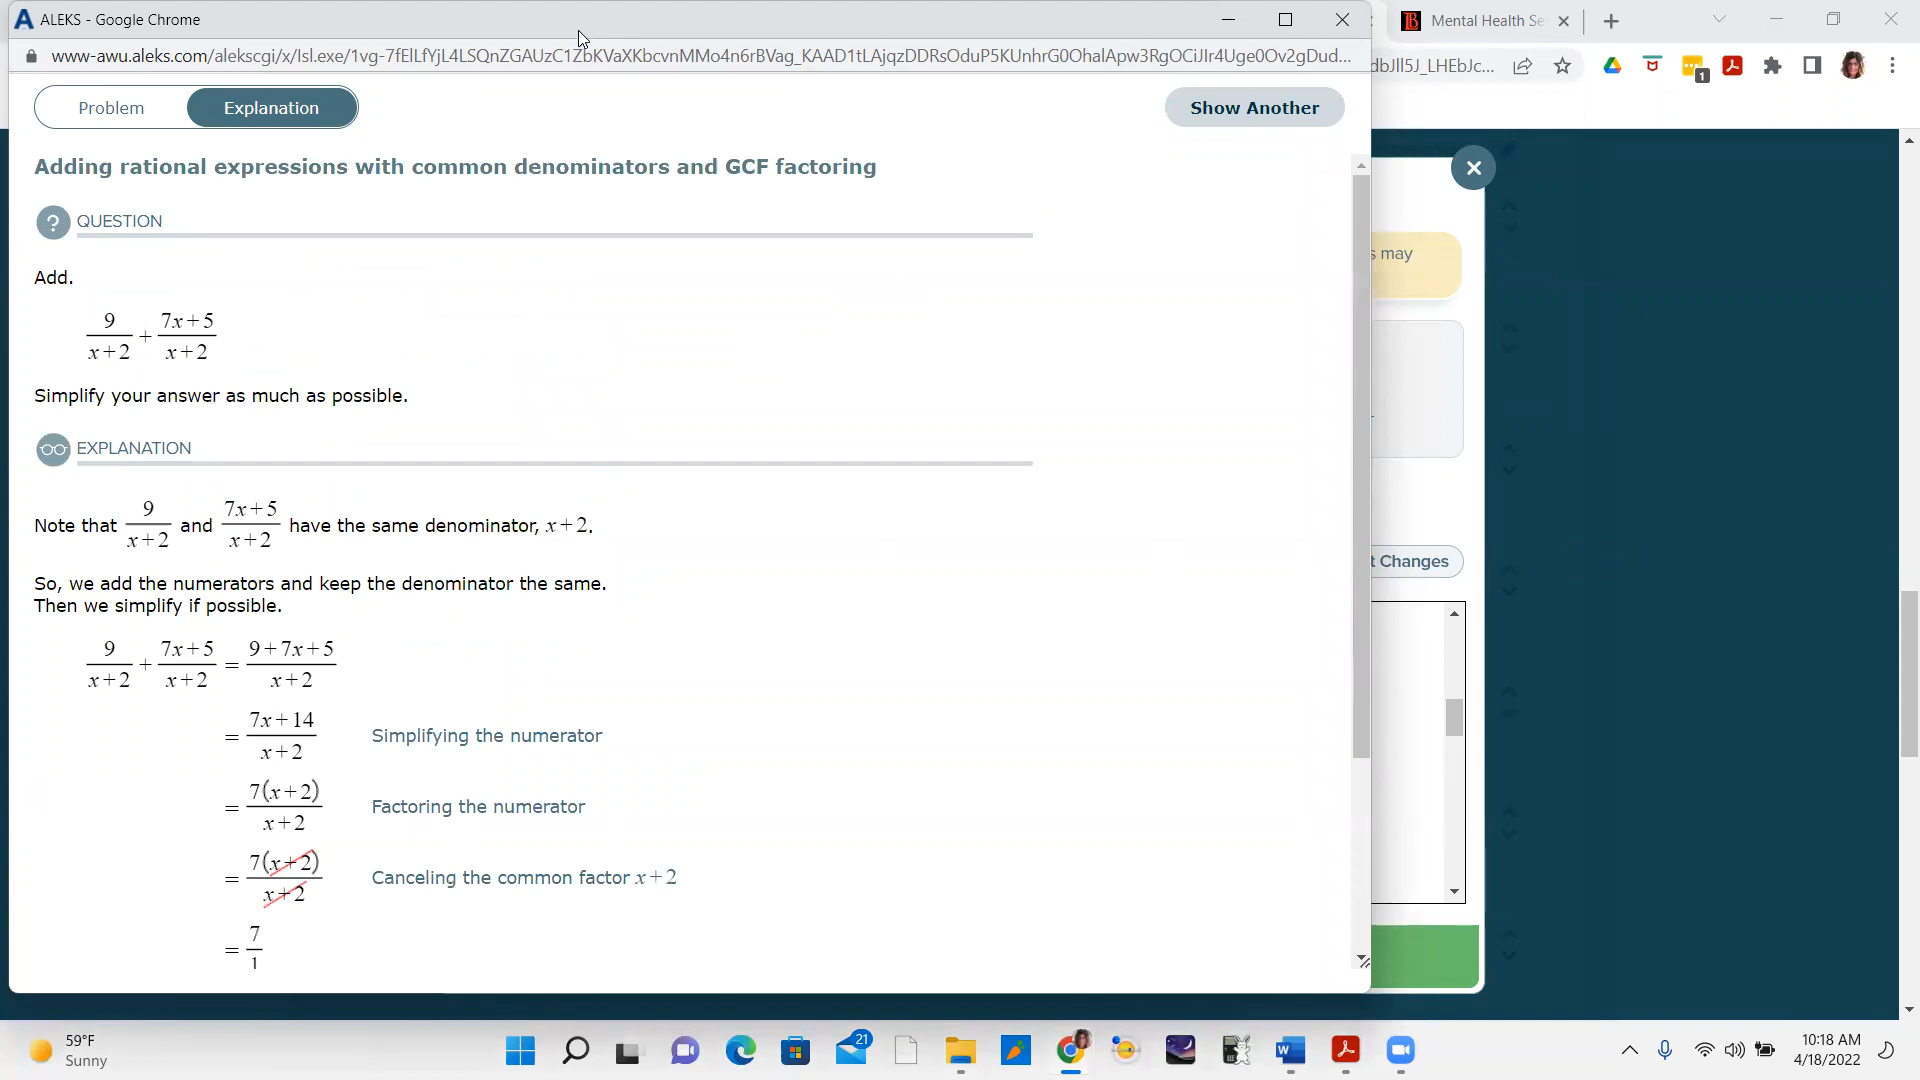 ALEKS - Google Chrome
Mental Health Se
www-awu.aleks.com/alekscgi/x/Isl.exe/1vg-7fElLfYjL4LSQnZGAUzC1ZbKVaXKbcvnMMo4n6rBVag_KAAD1tLAjqzDDRsOduP5KUnhrG0OhalApw3RgOCiJIr4Uge0Ov2gDud...
dbJll5J_LHEbJc...
1
Problem
Explanation
Show Another
Adding rational expressions with common denominators and GCF factoring
? QUESTION
s may
Add.
9/(x+2) + (7x+5)/(x+2)
Simplify your answer as much as possible.
EXPLANATION
Note that 9/(x+2) and (7x+5)/(x+2) have the same denominator, x+2.
t Changes
So, we add the numerators and keep the denominator the same.
Then we simplify if possible.
9/(x+2) + (7x+5)/(x+2) = (9+7x+5)/(x+2)
= (7x+14)/(x+2) Simplifying the numerator
= 7(x+2)/(x+2) Factoring the numerator
= 7(x+2)/(x+2) Canceling the common factor x+2
= 7/1
59°F
Sunny
21
10:18 AM
4/18/2022